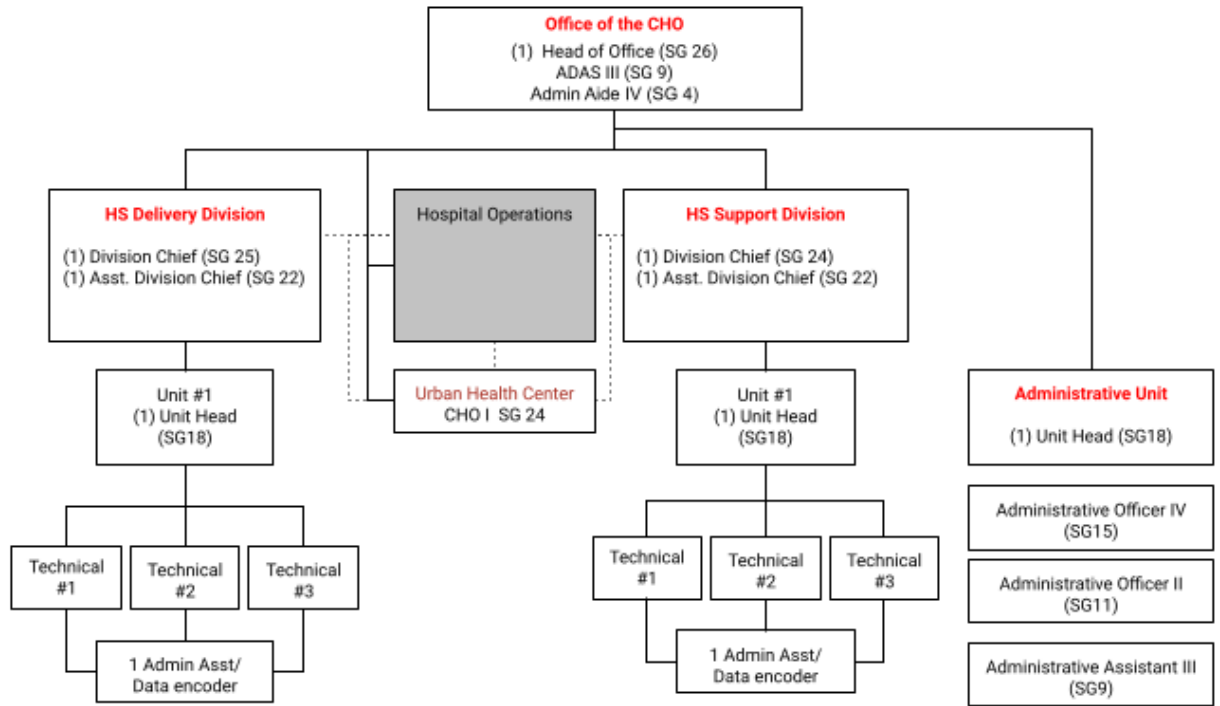 Office of the CHO
(1) Head of Office (SG 26)
ADAS III (SG 9)
Admin Aide IV (SG 4)
HS Delivery Division
(1) Division Chief (SG 25)
(1) Asst. Division Chief (SG 22)
Hospital Operations
HS Support Division
(1) Division Chief (SG 24)
(1) Asst. Division Chief (SG 22)
Unit #1
(1) Unit Head
(SG18)
Urban Health Center
CHO I SG 24
Unit #1
(1) Unit Head
(SG18)
Administrative Unit
(1) Unit Head (SG18)
Technical
#1
Technical
#2
Technical
#3
1 Admin Asst/
Data encoder
Technical
#1
Technical
#2
Technical
#3
1 Admin Asst/
Data encoder
Administrative Officer IV
(SG15)
Administrative Officer II
(SG11)
Administrative Assistant III
(SG9)